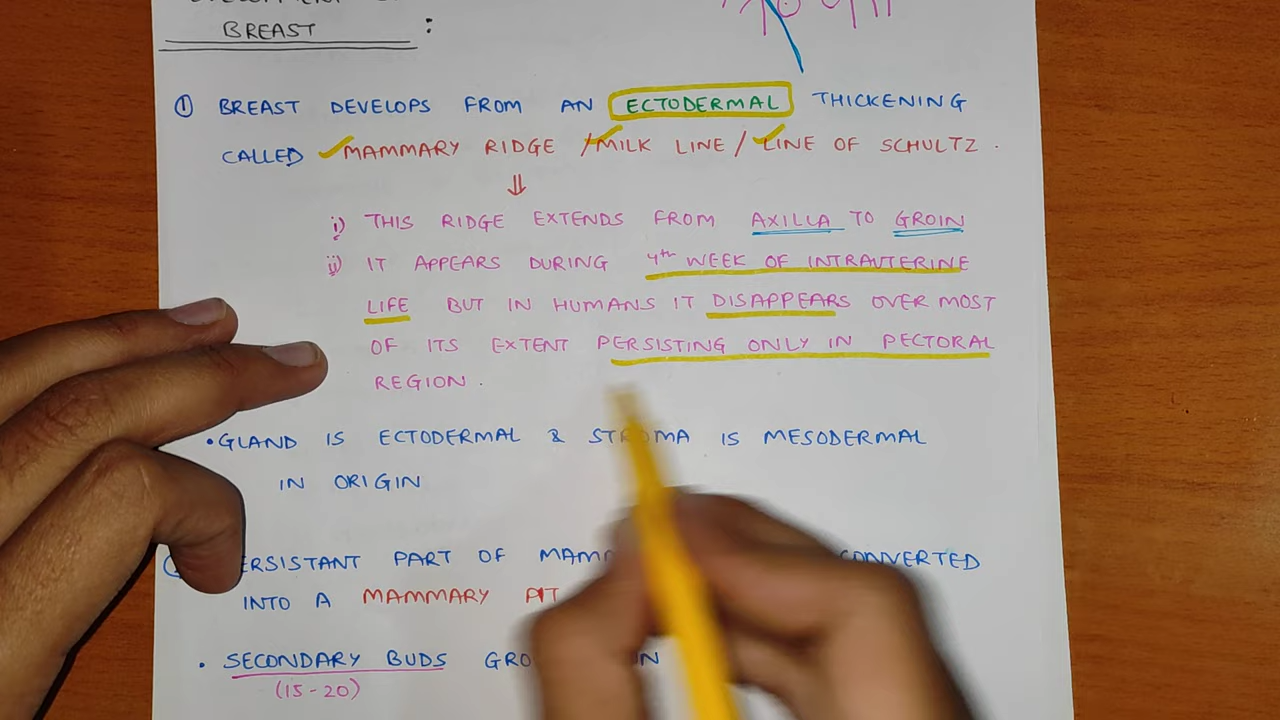 BREAST :
① BREAST DEVELOPS FROM AN ECTODERMAL THICKENING
CALLED MAMMARY RIDGE / MILK LINE / LINE OF SCHULTZ .
⇓
i) THIS RIDGE EXTENDS FROM AXILLA TO GROIN
ii) IT APPEARS DURING 4th WEEK OF INTRAUTERINE
LIFE BUT IN HUMANS IT DISAPPEARS OVER MOST
OF ITS EXTENT PERSISTING ONLY IN PECTORAL
REGION .
• GLAND IS ECTODERMAL & STROMA IS MESODERMAL
IN ORIGIN
PART OF CONVERTED
INTO A MAMMARY PIT
• SECONDARY BUDS
(15 - 20)